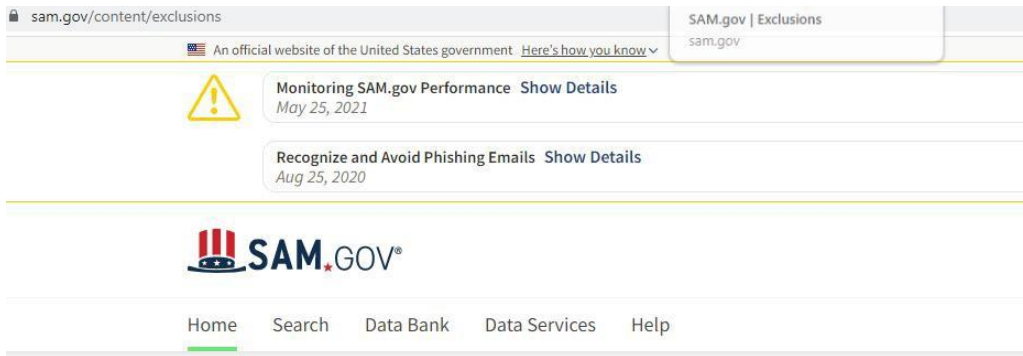 sam.gov/content/exclusions
SAM.gov | Exclusions
sam.gov
An official website of the United States government Here's how you know
Monitoring SAM.gov Performance Show Details
May 25, 2021
Recognize and Avoid Phishing Emails Show Details
Aug 25, 2020
SAM.GOV®
Home Search Data Bank Data Services Help